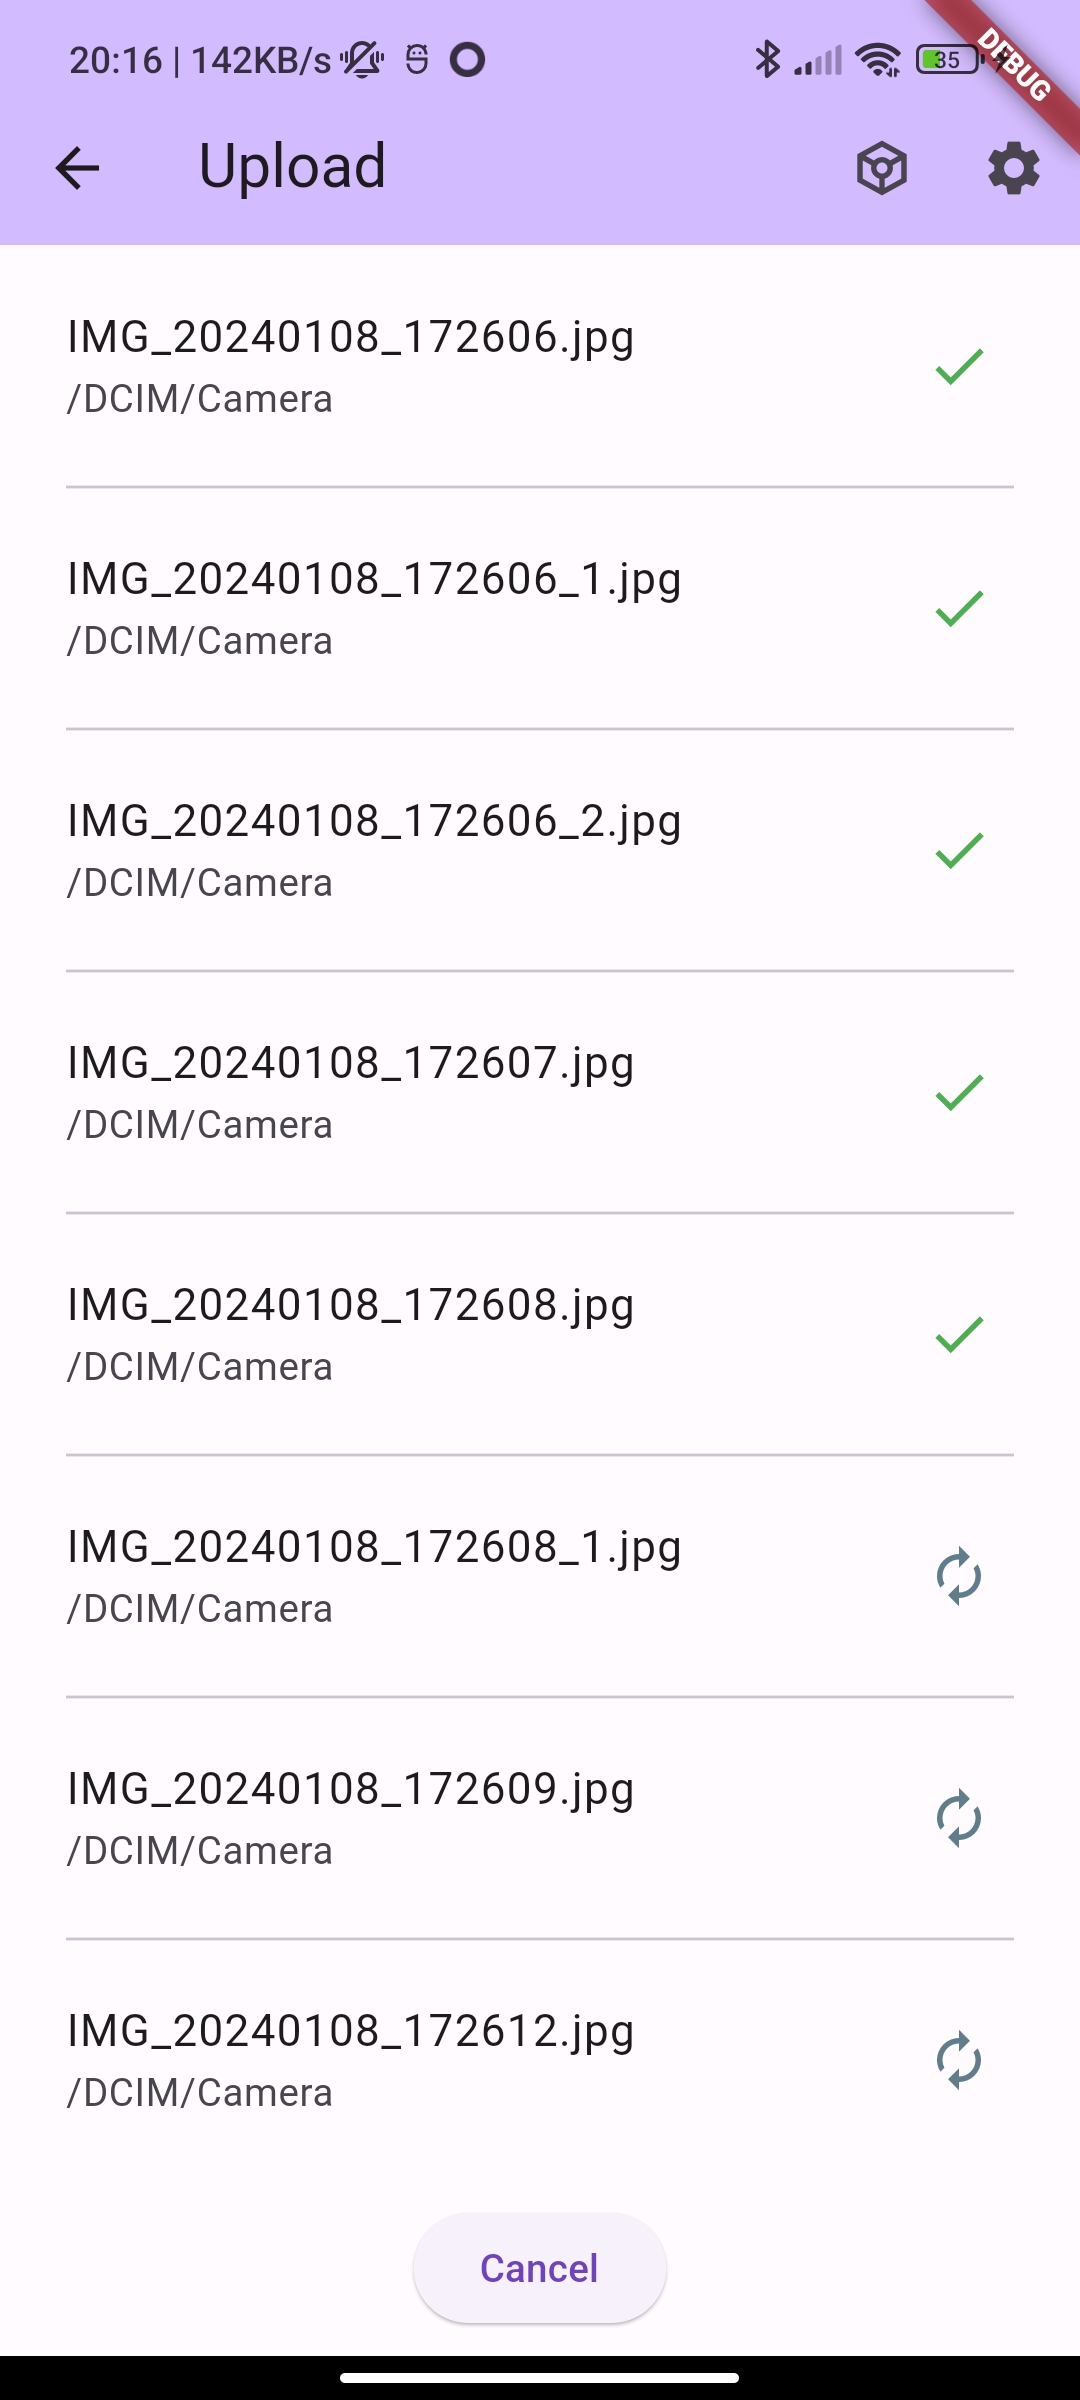 20:16 | 142KB/s
35
DEBUG
Upload
IMG_20240108_172606.jpg
/DCIM/Camera
IMG_20240108_172606_1.jpg
/DCIM/Camera
IMG_20240108_172606_2.jpg
/DCIM/Camera
IMG_20240108_172607.jpg
/DCIM/Camera
IMG_20240108_172608.jpg
/DCIM/Camera
IMG_20240108_172608_1.jpg
/DCIM/Camera
IMG_20240108_172609.jpg
/DCIM/Camera
IMG_20240108_172612.jpg
/DCIM/Camera
Cancel